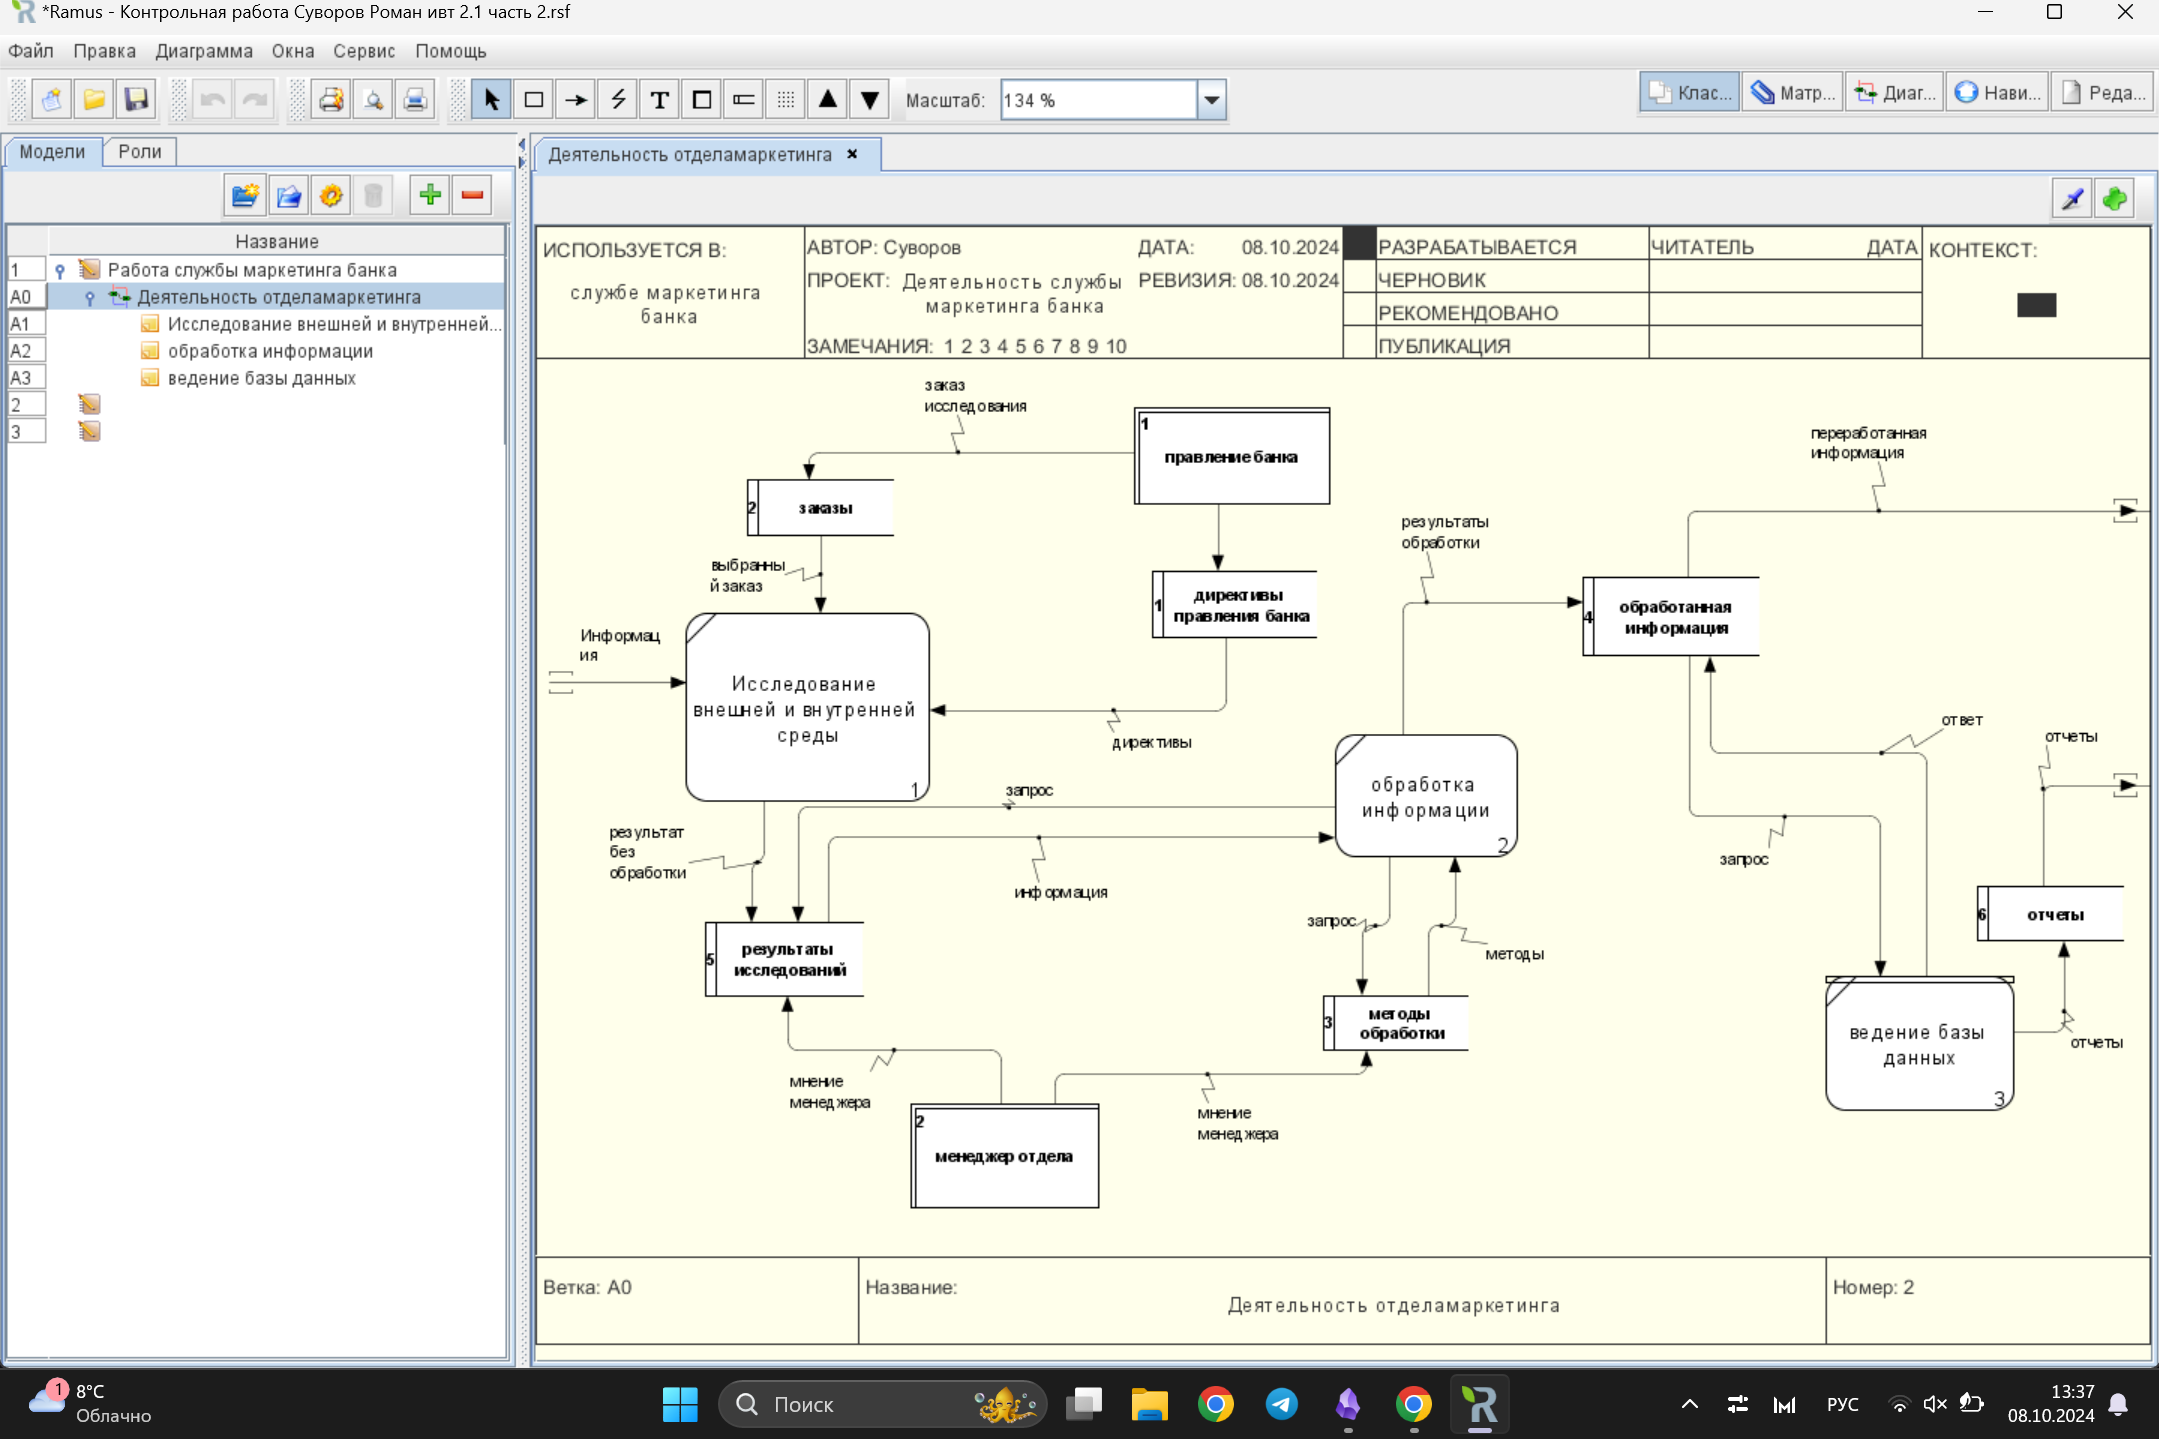 *Ramus - Контрольная работа Суворов Роман ивт 2.1 часть 2.rsf
Файл Правка Диаграмма Окна Сервис Помощь
Масштаб: 134 %
Клас... Матр... Диаг... Нави... Реда...
Модели Роли
Название
1 Работа службы маркетинга банка
A0 Деятельность отделамаркетинга
A1 Исследование внешней и внутренней...
A2 обработка информации
A3 ведение базы данных
2
3
Деятельность отделамаркетинга
ИСПОЛЬЗУЕТСЯ В:
службе маркетинга
банка
АВТОР: Суворов
ДАТА: 08.10.2024
ПРОЕКТ: Деятельность службы
маркетинга банка
РЕВИЗИЯ: 08.10.2024
ЗАМЕЧАНИЯ: 1 2 3 4 5 6 7 8 9 10
РАЗРАБАТЫВАЕТСЯ
ЧЕРНОВИК
РЕКОМЕНДОВАНО
ПУБЛИКАЦИЯ
ЧИТАТЕЛЬ ДАТА
КОНТЕКСТ:
заказ
исследования
1
правление банка
переработанная
информация
2
заказы
результаты
обработки
выбранны
й заказ
1
директивы
правления банка
4
обработанная
информация
Информац
ия
Исследование
внешней и внутренней
среды
1
директивы
ответ
отчеты
запрос
обработка
информации
2
результат
без
обработки
запрос
информация
запрос
методы
6
отчеты
5
результаты
исследований
3
методы
обработки
ведение базы
данных
3
отчеты
мнение
менеджера
мнение
менеджера
2
менеджер отдела
Ветка: A0
Название:
Деятельность отделамаркетинга
Номер: 2
1
8°C
Облачно
Поиск
РУС
13:37
08.10.2024